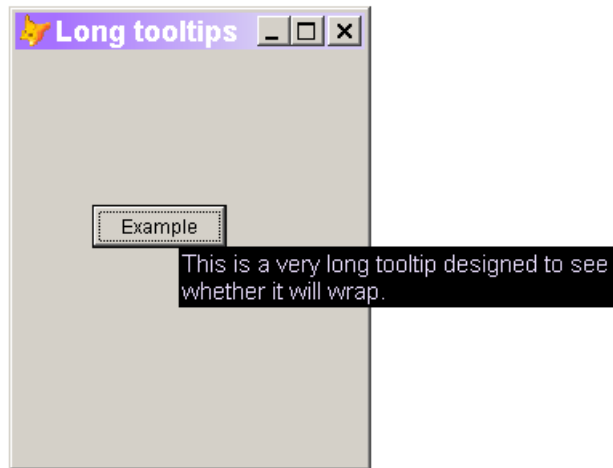 Long tooltips
Example
This is a very long tooltip designed to see
whether it will wrap.